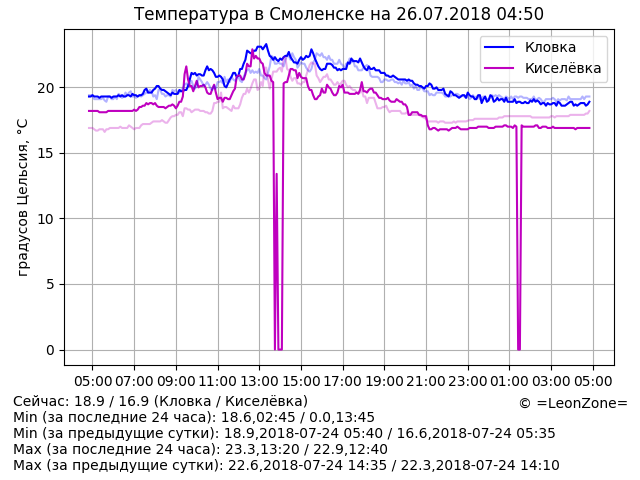 Температура в Смоленске на 26.07.2018 04:50
градусов Цельсия, °C
20
15
10
5
0
Кловка
Киселёвка
05:00 07:00 09:00 11:00 13:00 15:00 17:00 19:00 21:00 23:00 01:00 03:00 05:00
Сейчас: 18.9 / 16.9 (Кловка / Киселёвка)
© =LeonZone=
Min (за последние 24 часа): 18.6,02:45 / 0.0,13:45
Min (за предыдущие сутки): 18.9,2018-07-24 05:40 / 16.6,2018-07-24 05:35
Max (за последние 24 часа): 23.3,13:20 / 22.9,12:40
Max (за предыдущие сутки): 22.6,2018-07-24 14:35 / 22.3,2018-07-24 14:10